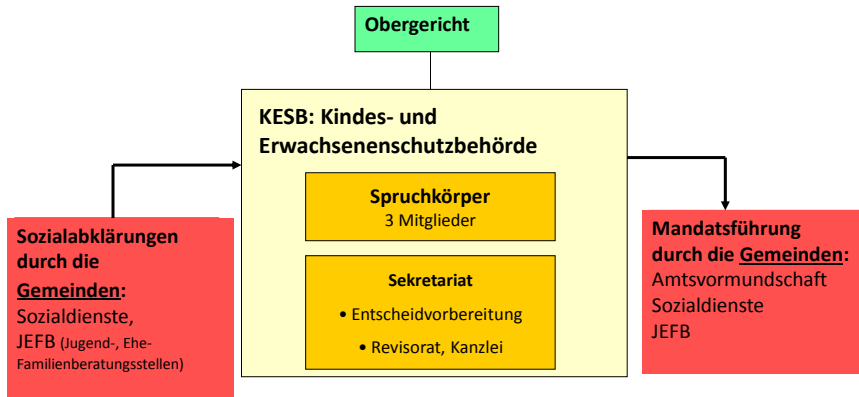 Obergericht
KESB: Kindes- und
Erwachsenenschutzbehörde
Spruchkörper
3 Mitglieder
Sekretariat
• Entscheidvorbereitung
• Revisorat, Kanzlei
Sozialabklärungen
durch die
Gemeinden:
Sozialdienste,
JEFB (Jugend-, Ehe-
Familienberatungsstellen)
Mandatsführung
durch die Gemeinden:
Amtsvormundschaft
Sozialdienste
JEFB